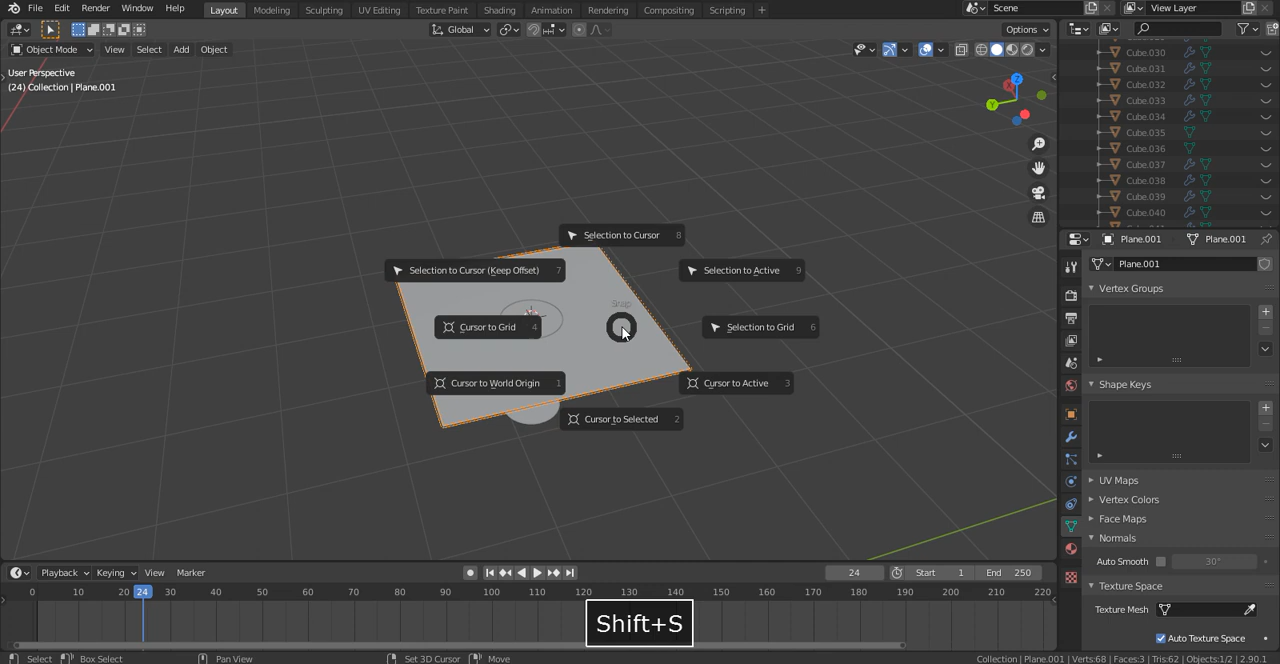 File Edit Render Window Help Layout Modeling Sculpting UV Editing Texture Paint Shading Animation Rendering Compositing Scripting + Scene View Layer
Global Options
Object Mode View Select Add Object
User Perspective
(24) Collection | Plane.001
Z
X
Y
Cube.030
Cube.031
Cube.032
Cube.033
Cube.034
Cube.035
Cube.036
Cube.037
Cube.038
Cube.039
Cube.040
Selection to Cursor 8
Selection to Cursor (Keep Offset) 7
Selection to Active 9
Snap
Cursor to Grid 4
Selection to Grid 6
Cursor to World Origin 1
Cursor to Active 3
Cursor to Selected 2
Plane.001 Plane.001
Plane.001
Vertex Groups
Shape Keys
UV Maps
Vertex Colors
Face Maps
Normals
Auto Smooth 30°
Texture Space
Texture Mesh
Auto Texture Space
Playback Keying View Marker 24 Start 1 End 250
0 10 20 24 30 40 50 60 70 80 90 100 110 120 130 140 150 160 170 180 190 200 210 220
Shift+S
Select Box Select Pan View Set 3D Cursor Move Collection | Plane.001 | Verts:68 | Faces:3 | Tris:62 | Objects:1/2 | 2.90.1